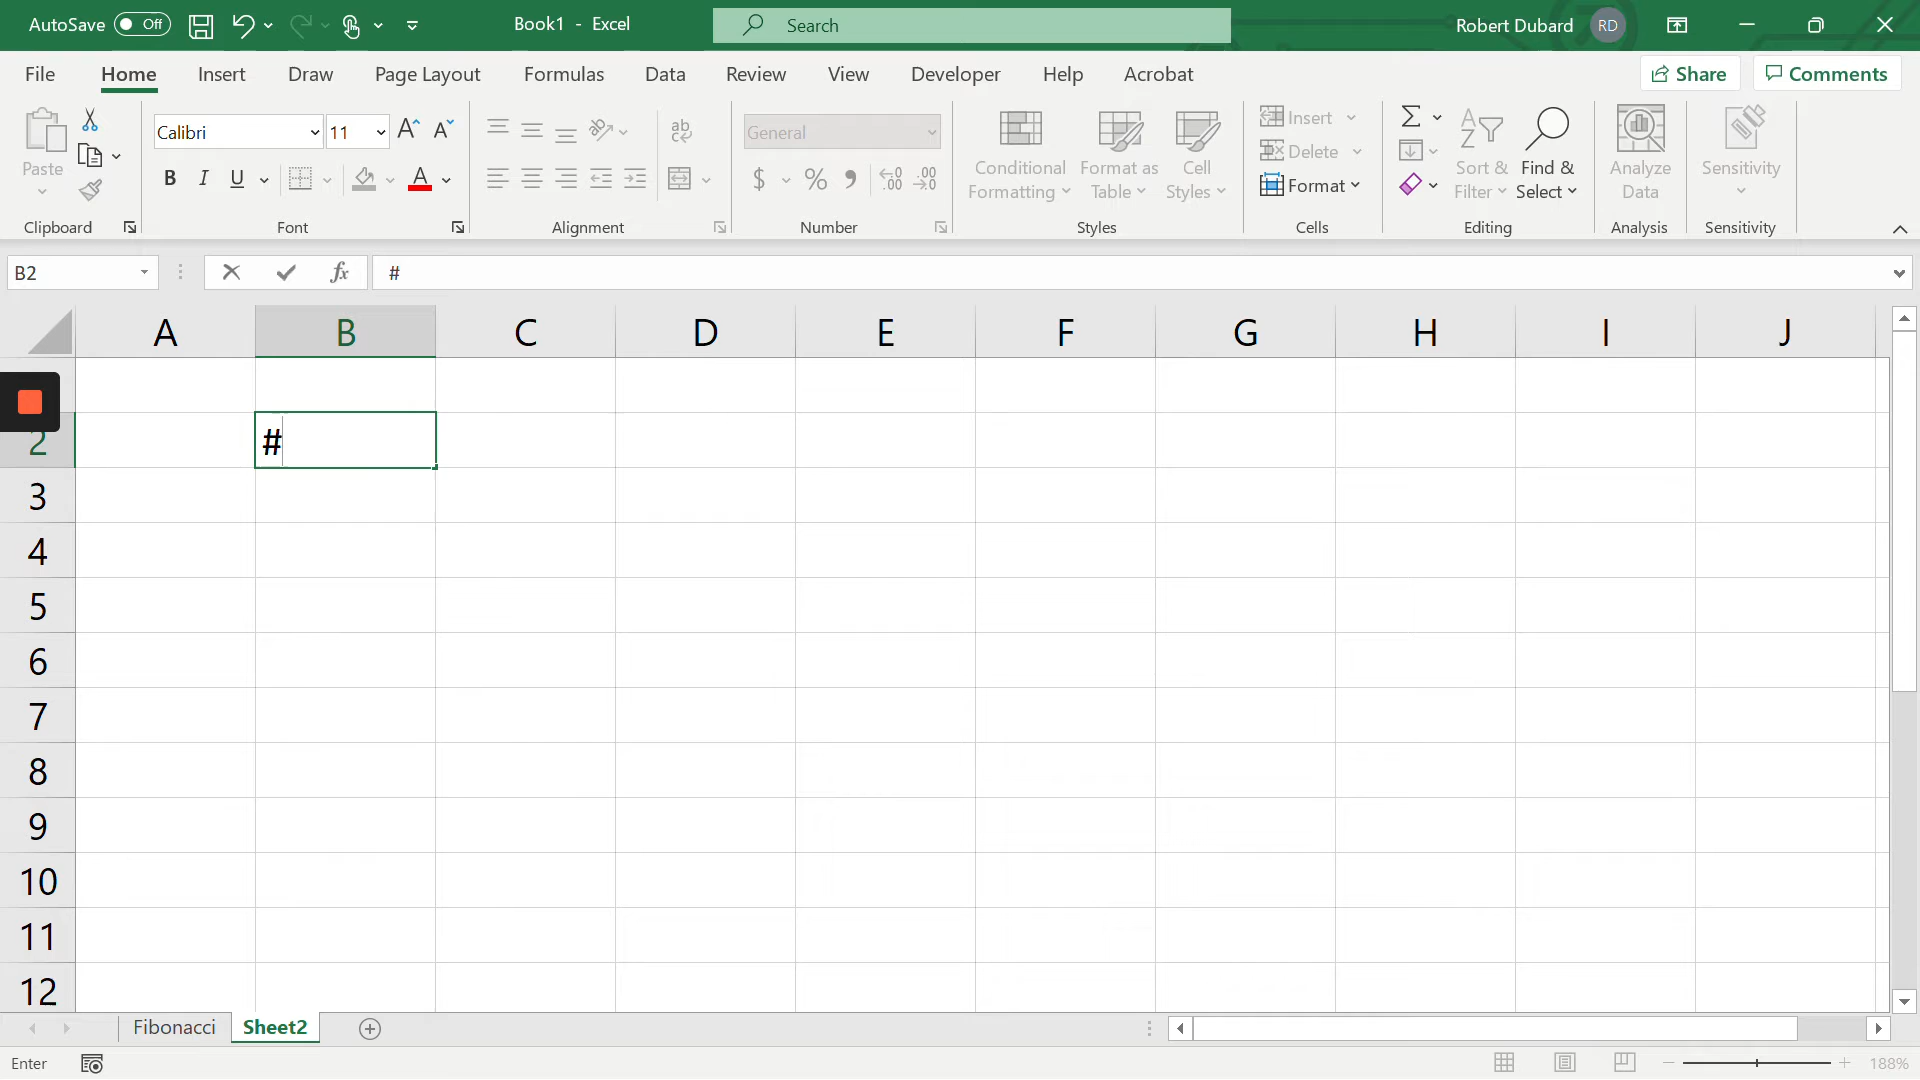 AutoSave Off Book1 - Excel Search Robert Dubard RD
File Home Insert Draw Page Layout Formulas Data Review View Developer Help Acrobat Share Comments
Paste
Clipboard
Calibri 11
B I U A
Font
ab
Alignment
General
$ % 9
Number
Conditional Formatting
Format as Table
Cell Styles
Styles
Insert
Delete
Format
Cells
Sort & Filter
Find & Select
Editing
Analyze Data
Analysis
Sensitivity
Sensitivity
B2 fx #
A B C D E F G H I J
2 #
3
4
5
6
7
8
9
10
11
12
Fibonacci Sheet2
Enter 188%